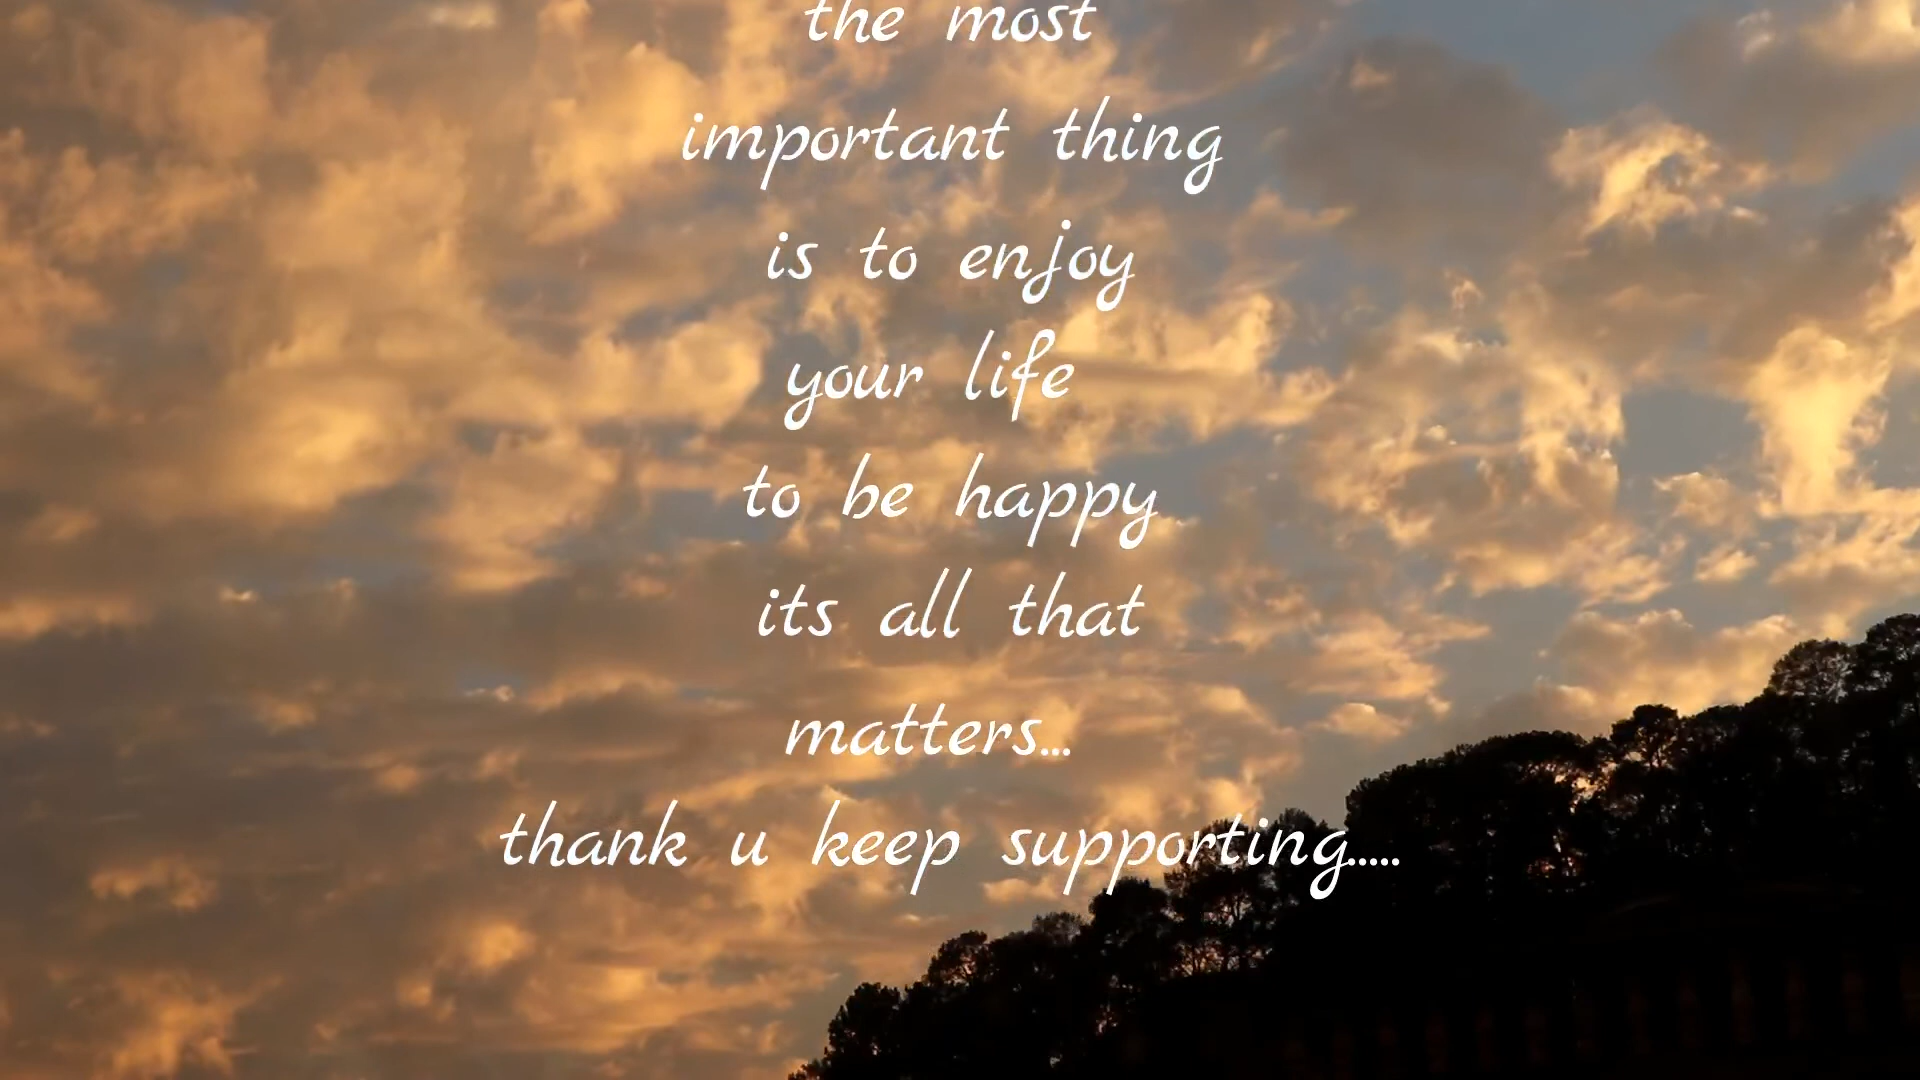 the most
important thing
is to enjoy
your life
to be happy
its all that
matters...
thank u keep supporting.....